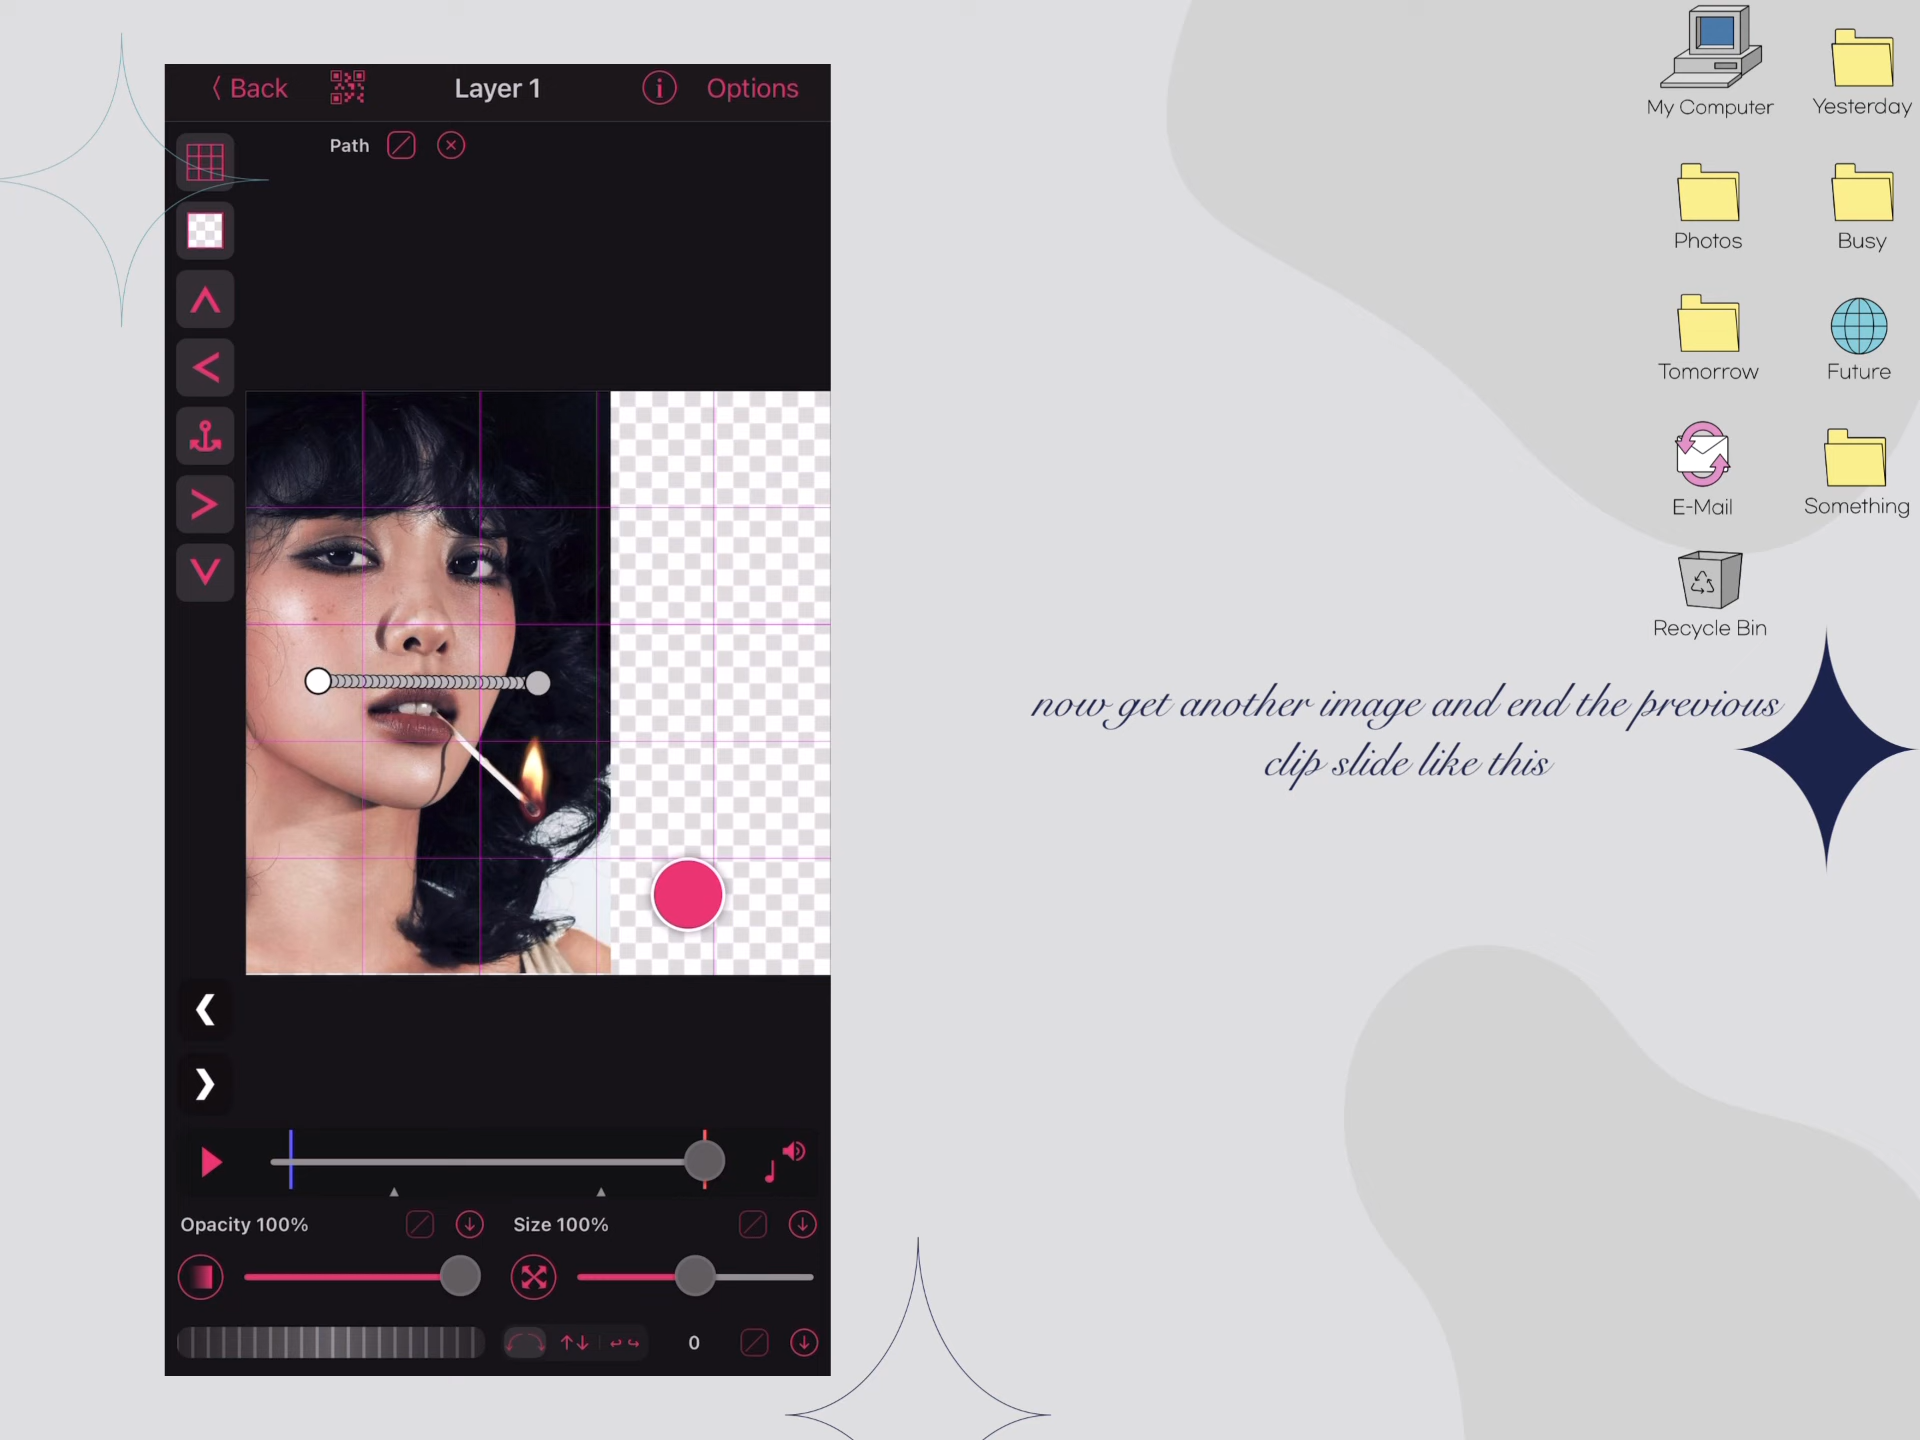 Back
Layer 1
Options
Path
My Computer
Yesterday
Photos
Busy
Tomorrow
Future
E-Mail
Something
Recycle Bin
now get another image and end the previous
clip slide like this
Opacity 100%
Size 100%
0